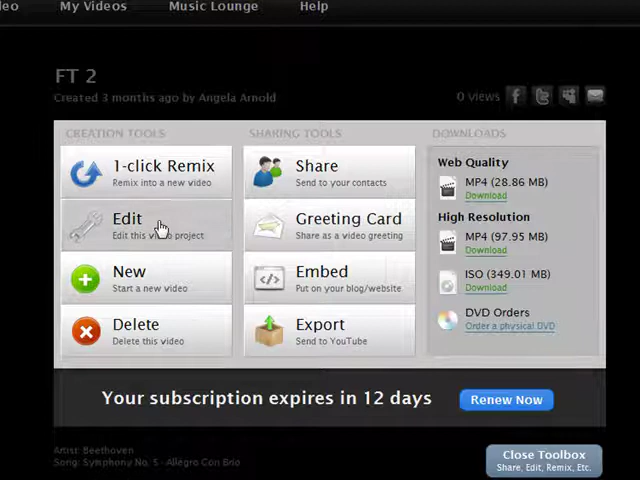 eo My Videos Music Lounge Help
FT 2
Created 3 months ago by Angela Arnold
0 views
CREATION TOOLS
1-click Remix
Remix into a new video
Edit
Edit this video project
New
Start a new video
Delete
Delete this video
SHARING TOOLS
Share
Send to your contacts
Greeting Card
Share as a video greeting
Embed
Put on your blog/website
Export
Send to YouTube
DOWNLOADS
Web Quality
MP4 (28.86 MB)
Download
High Resolution
MP4 (97.95 MB)
Download
ISO (349.01 MB)
Download
DVD Orders
Order a physical DVD
Your subscription expires in 12 days
Renew Now
Artist: Beethoven
Song: Symphony No. 5 - Allegro Con Brio
Close Toolbox
Share, Edit, Remix, Etc.